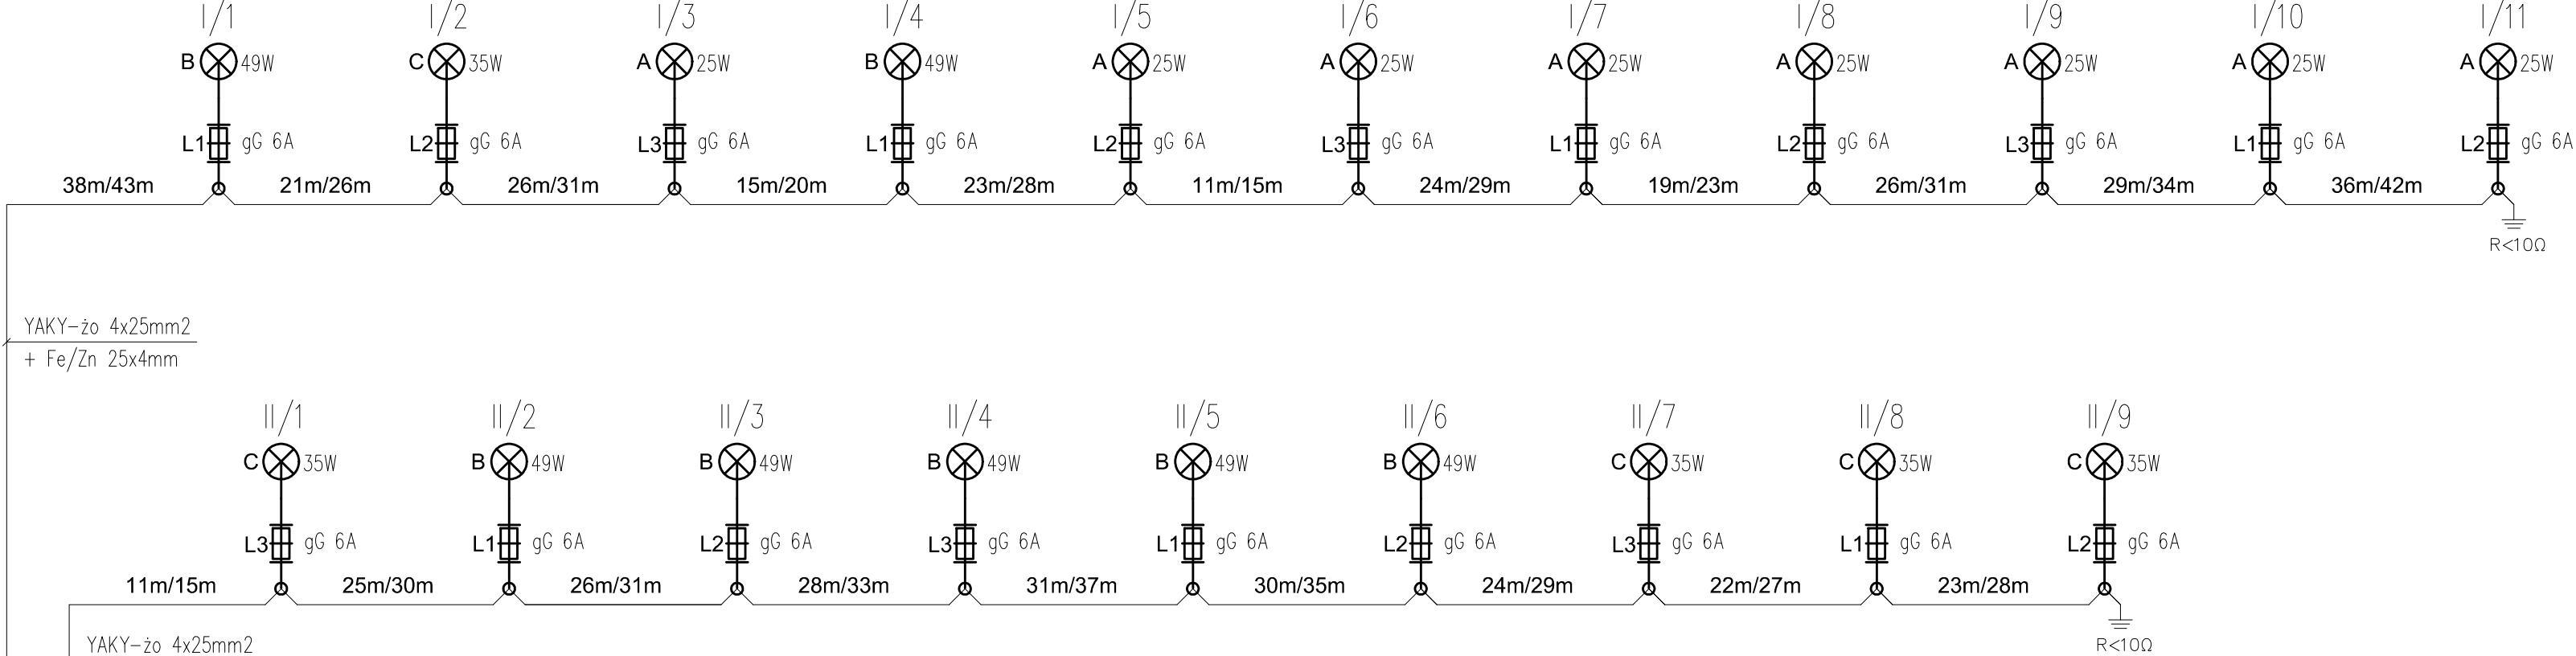 I/1 I/2 I/3 I/4 I/5 I/6 I/7 I/8 I/9 I/10 I/11
B 49W C 35W A 25W B 49W A 25W A 25W A 25W A 25W A 25W A 25W A 25W
L1 gG 6A L2 gG 6A L3 gG 6A L1 gG 6A L2 gG 6A L3 gG 6A L1 gG 6A L2 gG 6A L3 gG 6A L1 gG 6A L2 gG 6A
38m/43m 21m/26m 26m/31m 15m/20m 23m/28m 11m/15m 24m/29m 19m/23m 26m/31m 29m/34m 36m/42m
R<10Ω
YAKY-żo 4x25mm2
+ Fe/Zn 25x4mm
II/1 II/2 II/3 II/4 II/5 II/6 II/7 II/8 II/9
C 35W B 49W B 49W B 49W B 49W B 49W C 35W C 35W C 35W
L3 gG 6A L1 gG 6A L2 gG 6A L3 gG 6A L1 gG 6A L2 gG 6A L3 gG 6A L1 gG 6A L2 gG 6A
11m/15m 25m/30m 26m/31m 28m/33m 31m/37m 30m/35m 24m/29m 22m/27m 23m/28m
YAKY-żo 4x25mm2
R<10Ω